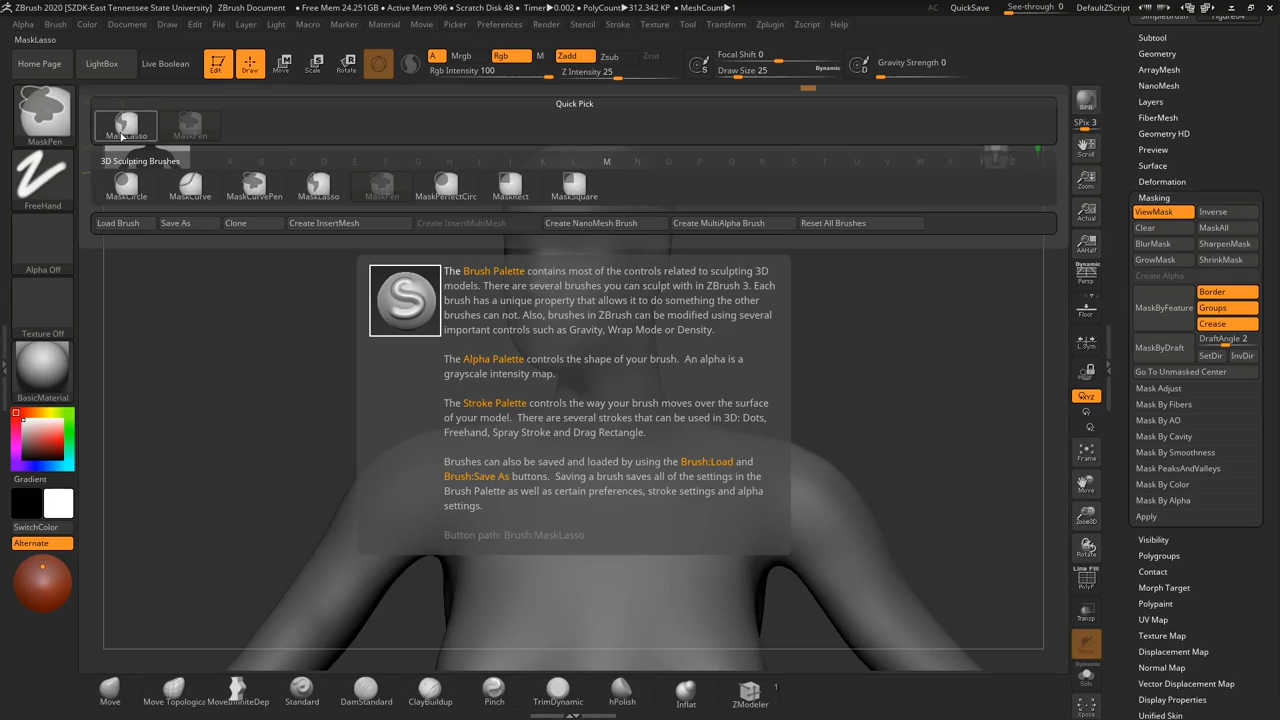 ZBrush 2020 [SZDK-East Tennessee State University] ZBrush Document • Free Mem 24.251GB • Active Mem 996 • Scratch Disk 48 • Timer▶0.002 • PolyCount▶312.342 KP • MeshCount▶1 AC QuickSave See-through 0 DefaultZScript
Alpha Brush Color Document Draw Edit File Layer Light Macro Marker Material Movie Picker Preferences Render Stencil Stroke Texture Tool Transform Zplugin Zscript
MaskLasso
Home Page LightBox Live Boolean Edit Draw Move Scale Rotate
A Mrgb Rgb M Zadd Zsub Zcut
Rgb Intensity 100 Z Intensity 25
Focal Shift 0
Draw Size 25 Dynamic
S
D
Gravity Strength 0
Quick Pick
MaskLasso MaskPen
3D Sculpting Brushes A B C D E F G H I J K L M N O P R S T U V W X Y Z
MaskCircle MaskCurve MaskCurvePen MaskLasso MaskPen MaskPerfectCirc MaskRect MaskSquare
Load Brush Save As Clone Create InsertMesh Create InsertMultiMesh Create NanoMesh Brush Create MultiAlpha Brush Reset All Brushes
The Brush Palette contains most of the controls related to sculpting 3D
models. There are several brushes you can sculpt with in ZBrush 3. Each
brush has a unique property that allows it to do something the other
brushes can not. Also, brushes in ZBrush can be modified using several
important controls such as Gravity, Wrap Mode or Density.
The Alpha Palette controls the shape of your brush. An alpha is a
grayscale intensity map.
The Stroke Palette controls the way your brush moves over the surface
of your model. There are several strokes that can be used in 3D: Dots,
Freehand, Spray Stroke and Drag Rectangle.
Brushes can also be saved and loaded by using the Brush:Load and
Brush:Save As buttons. Saving a brush saves all of the settings in the
Brush Palette as well as certain preferences, stroke settings and alpha
settings.
Button path: Brush:MaskLasso
MaskPen
FreeHand
Alpha Off
Texture Off
BasicMaterial
Gradient
SwitchColor
Alternate
Move Move Topologic MoveInfiniteDep Standard DamStandard ClayBuildup Pinch TrimDynamic hPolish Inflat ZModeler
1
BPR
SPix 3
Scroll
Zoom
Actual
AAHalf
Dynamic
Persp
Floor
L.Sym
XYZ
Frame
Move
Zoom3D
Rotate
Line Fill
PolyF
Transp
Dynamic
Solo
Xpose
SimpleBrush
Subtool
Geometry
ArrayMesh
NanoMesh
Layers
FiberMesh
Geometry HD
Preview
Surface
Deformation
Masking
ViewMask Inverse
Clear MaskAll
BlurMask SharpenMask
GrowMask ShrinkMask
Create Alpha
MaskByFeature Border
Groups
Crease
MaskByDraft DraftAngle 2
SetDir InvDir
Go To Unmasked Center
Mask Adjust
Mask By Fibers
Mask By AO
Mask By Cavity
Mask By Smoothness
Mask PeaksAndValleys
Mask By Color
Mask By Alpha
Apply
Visibility
Polygroups
Contact
Morph Target
Polypaint
UV Map
Texture Map
Displacement Map
Normal Map
Vector Displacement Map
Display Properties
Unified Skin